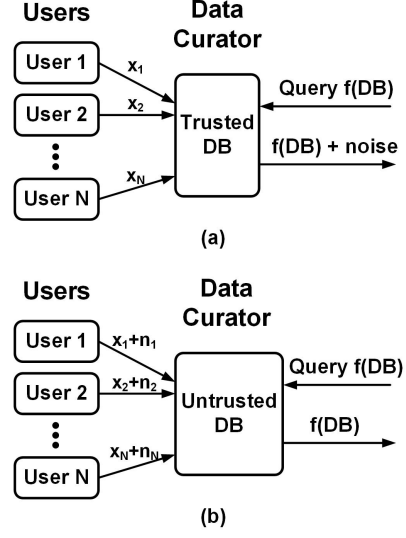 Users
Data
Curator
User 1
x1
User 2
x2
User N
xN
Trusted
DB
Query f(DB)
f(DB) + noise
(a)
Users
Data
Curator
User 1
x1+n1
User 2
x2+n2
User N
xN+nN
Untrusted
DB
Query f(DB)
f(DB)
(b)